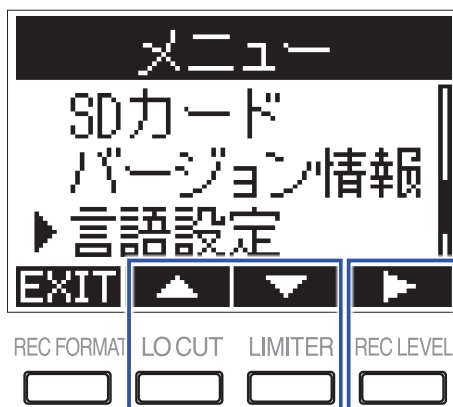 メニュー
SDカード
バージョン情報
言語設定
EXIT
REC FORMAT LO CUT LIMITER REC LEVEL